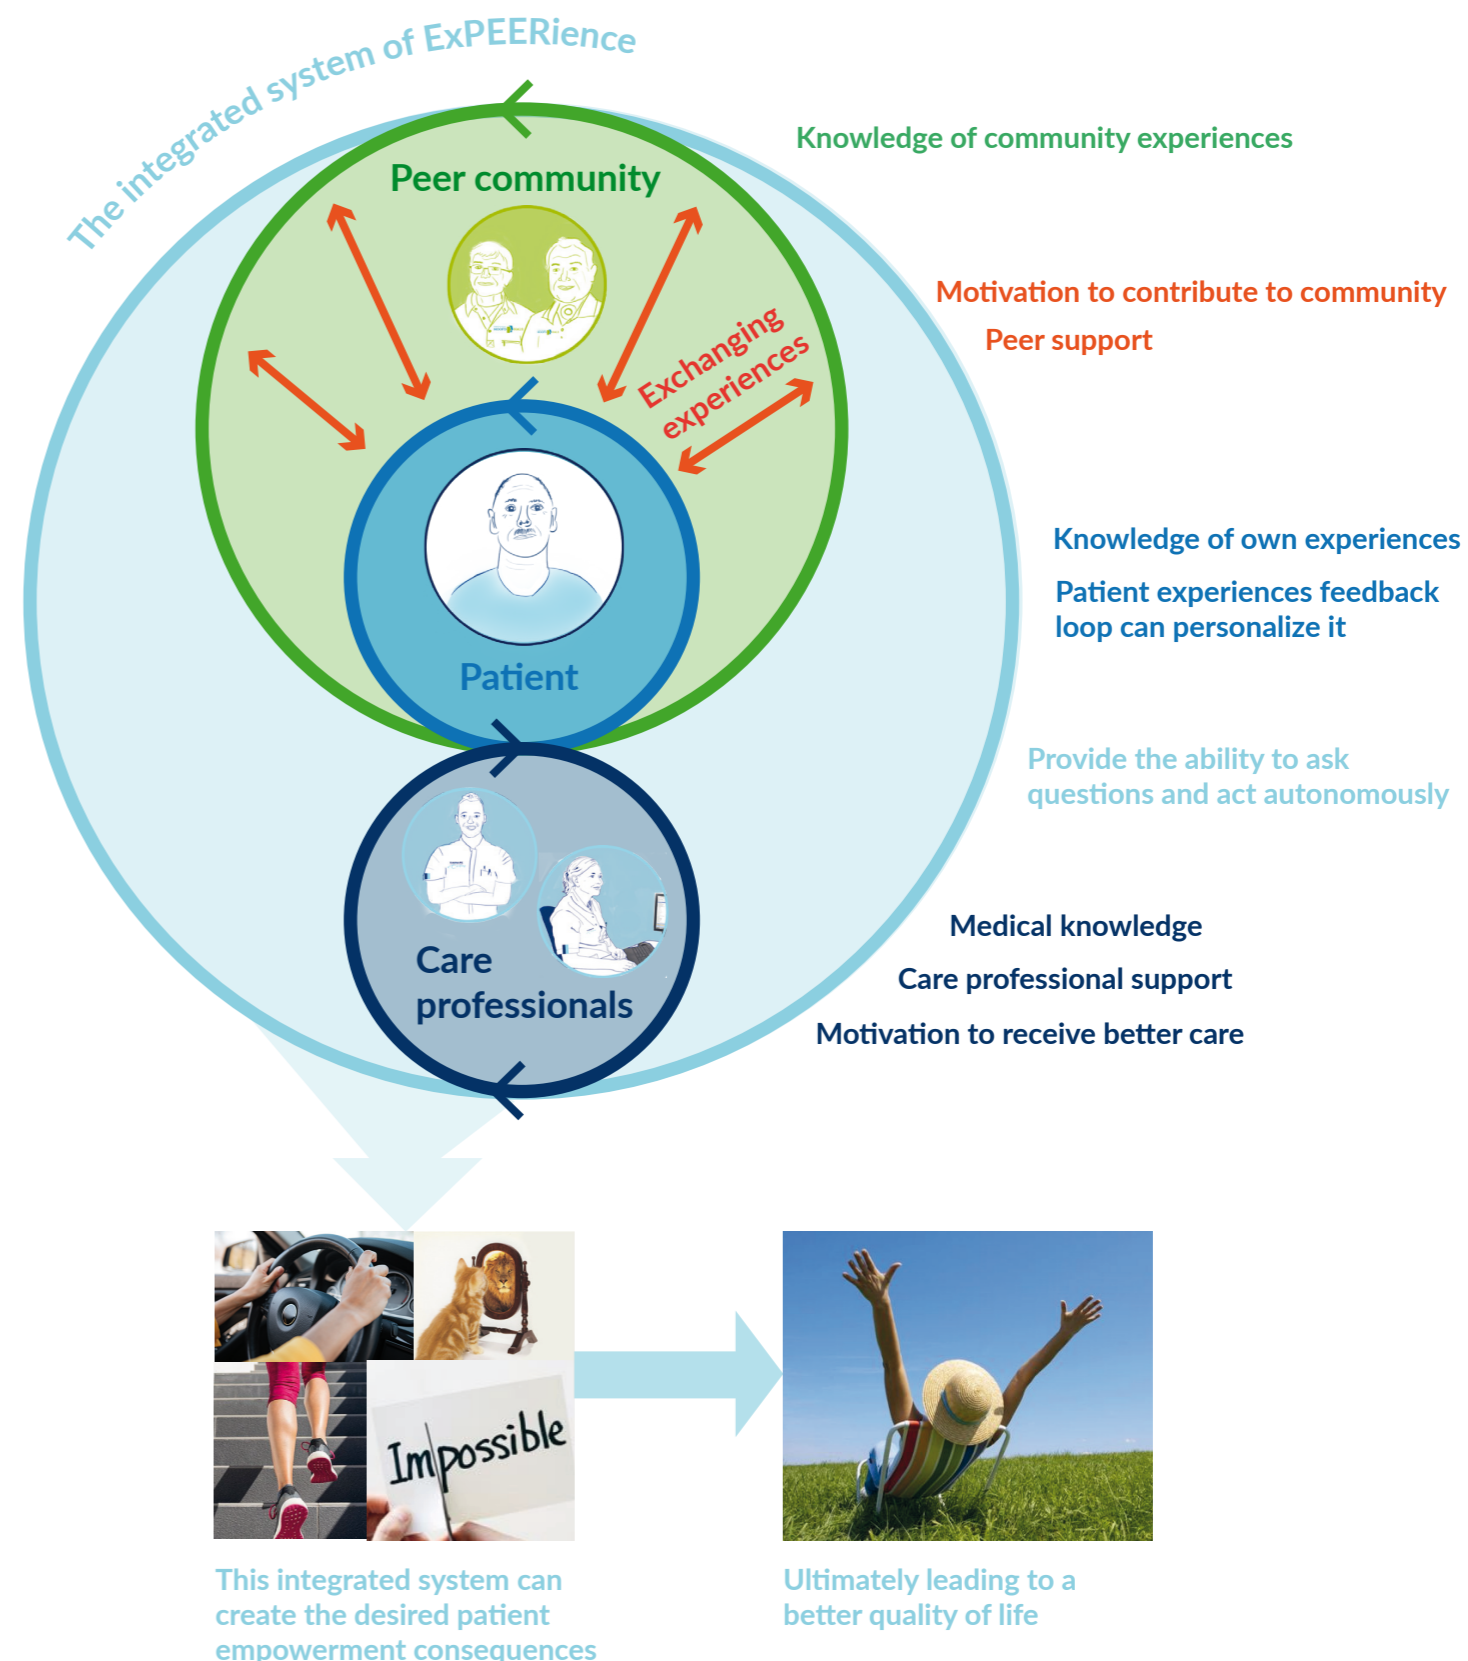 The integrated system of ExPEERience
Knowledge of community experiences
Peer community
Motivation to contribute to community
Peer support
Exchanging
experiences
Knowledge of own experiences
Patient experiences feedback
loop can personalize it
Patient
Provide the ability to ask
questions and act autonomously
Medical knowledge
Care
professionals
Care professional support
Motivation to receive better care
Impossible
This integrated system can
create the desired patient
empowerment consequences
Ultimately leading to a
better quality of life